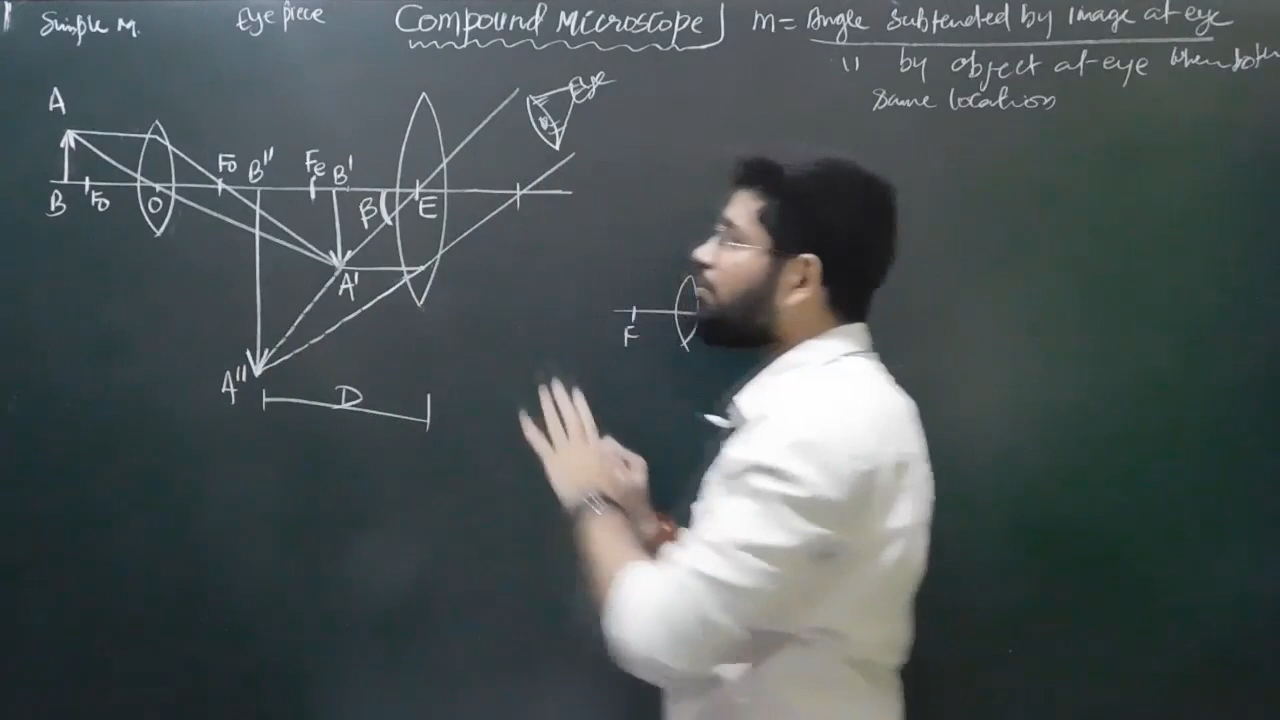 Simple M.
Eye piece
Compound Microscope
m = Angle subtended by image at eye
11 by object at eye when both
same location
Eye
A
Fo B" Fe B'
B Fo O β E
A'
F
A"
D